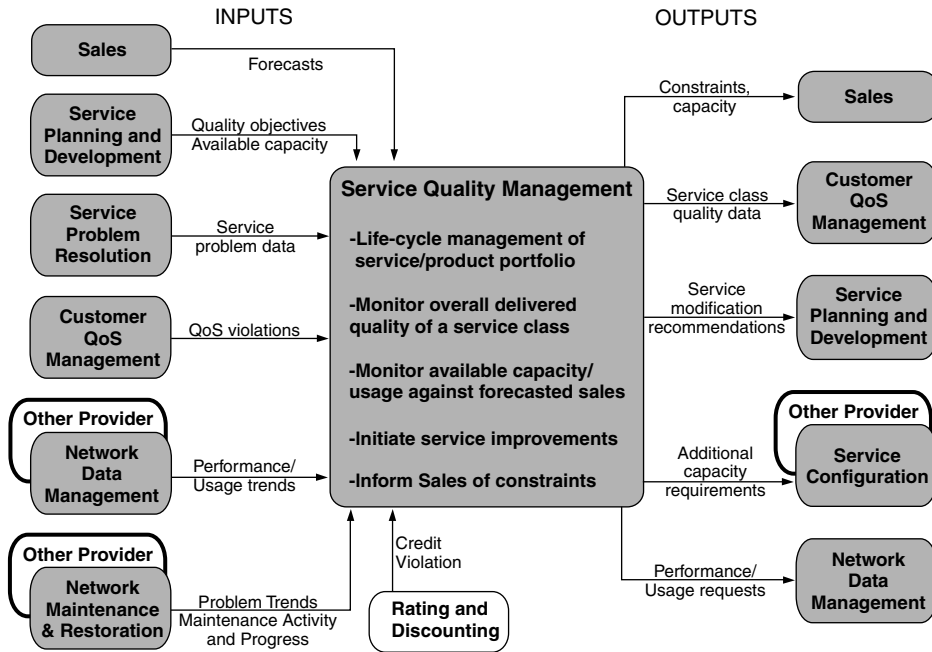 INPUTS
OUTPUTS
Sales
Forecasts
Service
Planning and
Development
Quality objectives
Available capacity
Service
Problem
Resolution
Service
problem data
Customer
QoS
Management
QoS violations
Other Provider
Network
Data
Management
Performance/
Usage trends
Other Provider
Network
Maintenance
& Restoration
Problem Trends
Maintenance Activity
and Progress
Service Quality Management
-Life-cycle management of
service/product portfolio
-Monitor overall delivered
quality of a service class
-Monitor available capacity/
usage against forecasted sales
-Initiate service improvements
-Inform Sales of constraints
Credit
Violation
Rating and
Discounting
Constraints,
capacity
Sales
Service class
quality data
Customer
QoS
Management
Service
modification
recommendations
Service
Planning and
Development
Additional
capacity
requirements
Other Provider
Service
Configuration
Performance/
Usage requests
Network
Data
Management